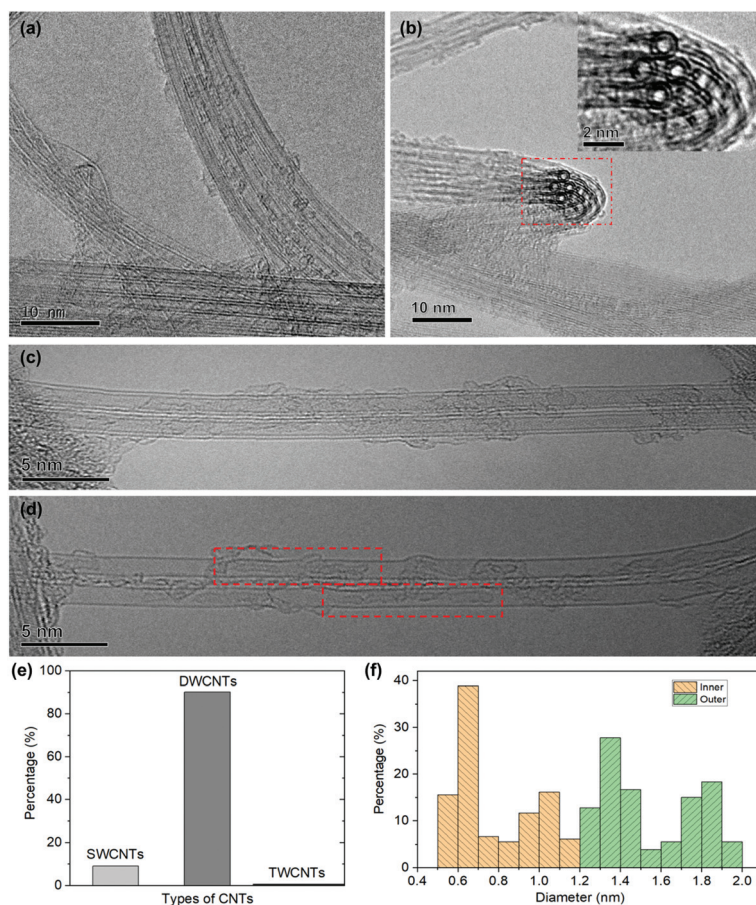 (a)
10 nm
(b)
2 nm
10 nm
(c)
5 nm
(d)
5 nm
(e)
100
80
60
40
20
0
Percentage (%)
SWCNTs
DWCNTs
TWCNTs
Types of CNTs
(f)
40
30
20
10
0
Percentage (%)
Inner
Outer
0.4 0.6 0.8 1.0 1.2 1.4 1.6 1.8 2.0
Diameter (nm)